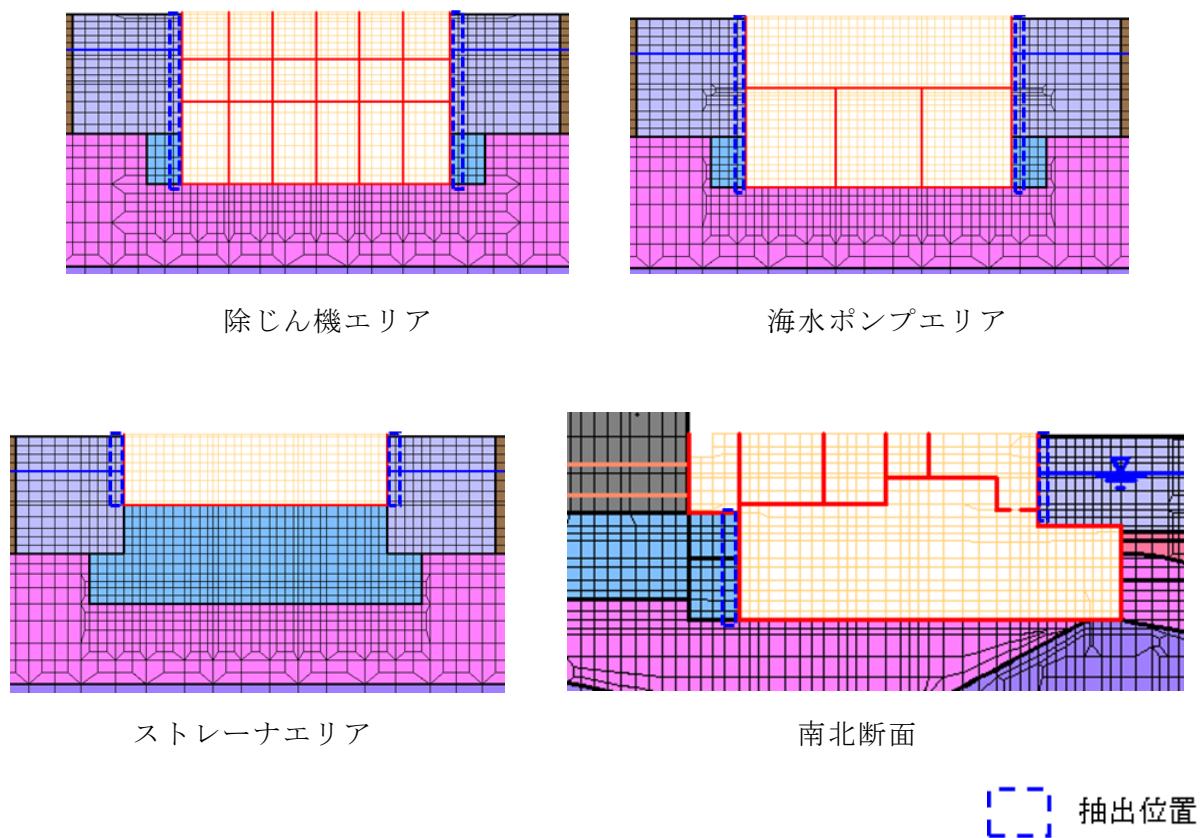 除じん機エリア
海水ポンプエリア
ストレーナエリア
南北断面
抽出位置